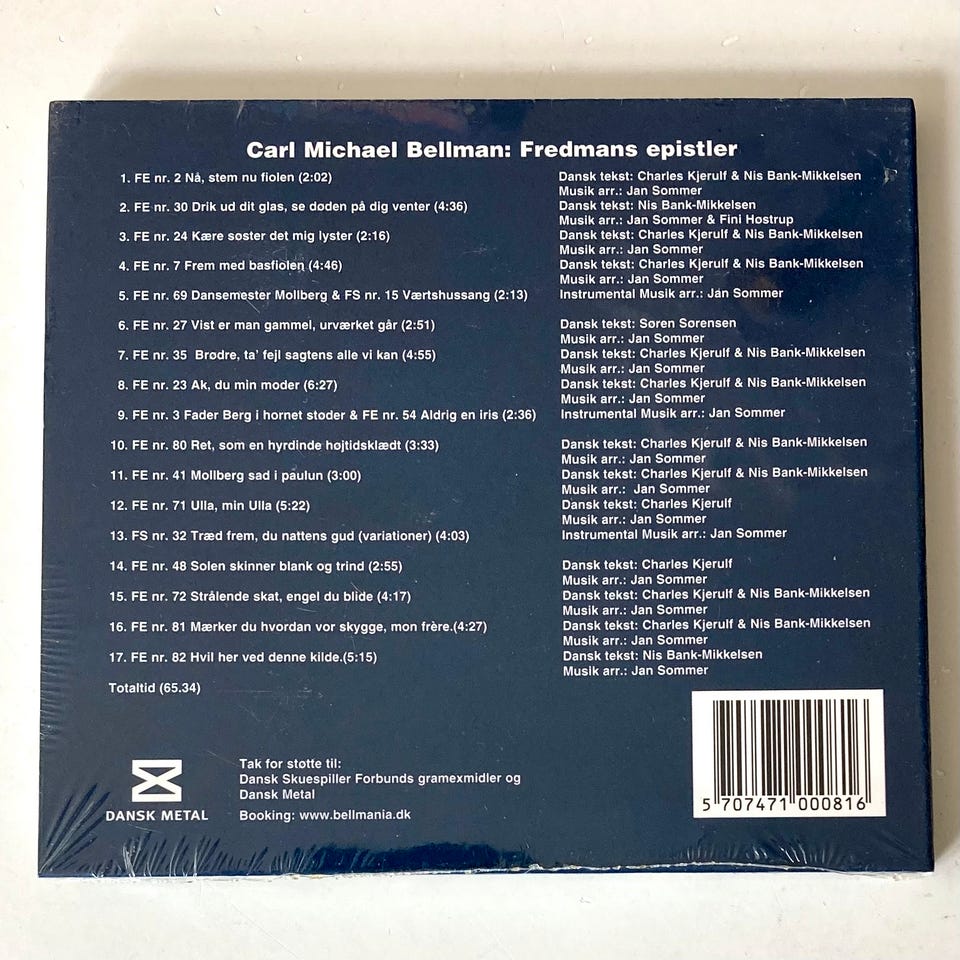 Carl Michael Bellman: Fredmans epistler
1. FE nr. 2 Nå, stem nu fiolen (2:02)
Dansk tekst: Charles Kjerulf & Nis Bank-Mikkelsen
Musik arr.: Jan Sommer
2. FE nr. 30 Drik ud dit glas, se døden på dig venter (4:36)
Dansk tekst: Nis Bank-Mikkelsen
Musik arr.: Jan Sommer & Fini Høstrup
3. FE nr. 24 Kære søster det mig lyster (2:16)
Dansk tekst: Charles Kjerulf & Nis Bank-Mikkelsen
Musik arr.: Jan Sommer
4. FE nr. 7 Frem med basfiolen (4:46)
Dansk tekst: Charles Kjerulf & Nis Bank-Mikkelsen
Musik arr.: Jan Sommer
5. FE nr. 69 Dansemester Mollberg & FS nr. 15 Værtshussang (2:13)
Instrumental Musik arr.: Jan Sommer
6. FE nr. 27 Vist er man gammel, urværket går (2:51)
Dansk tekst: Søren Sørensen
Musik arr.: Jan Sommer
7. FE nr. 35 Brødre, ta' fejl sagtens alle vi kan (4:55)
Dansk tekst: Charles Kjerulf & Nis Bank-Mikkelsen
Musik arr.: Jan Sommer
8. FE nr. 23 Ak, du min moder (6:27)
Dansk tekst: Charles Kjerulf & Nis Bank-Mikkelsen
Musik arr.: Jan Sommer
9. FE nr. 3 Fader Berg i hornet støder & FE nr. 54 Aldrig en iris (2:36)
Instrumental Musik arr.: Jan Sommer
10. FE nr. 80 Ret, som en hyrdinde højtidsklædt (3:33)
Dansk tekst: Charles Kjerulf & Nis Bank-Mikkelsen
Musik arr.: Jan Sommer
11. FE nr. 41 Mollberg sad i paulun (3:00)
Dansk tekst: Charles Kjerulf & Nis Bank-Mikkelsen
Musik arr.: Jan Sommer
12. FE nr. 71 Ulla, min Ulla (5:22)
Dansk tekst: Charles Kjerulf
Musik arr.: Jan Sommer
13. FS nr. 32 Træd frem, du nattens gud (variationer) (4:03)
Instrumental Musik arr.: Jan Sommer
14. FE nr. 48 Solen skinner blank og trind (2:55)
Dansk tekst: Charles Kjerulf
Musik arr.: Jan Sommer
15. FE nr. 72 Strålende skat, engel du blide (4:17)
Dansk tekst: Charles Kjerulf & Nis Bank-Mikkelsen
Musik arr.: Jan Sommer
16. FE nr. 81 Mærker du hvordan vor skygge, mon frère.(4:27)
Dansk tekst: Charles Kjerulf & Nis Bank-Mikkelsen
Musik arr.: Jan Sommer
17. FE nr. 82 Hvil her ved denne kilde.(5:15)
Dansk tekst: Nis Bank-Mikkelsen
Musik arr.: Jan Sommer
Totaltid (65.34)
Tak for støtte til:
Dansk Skuespiller Forbunds gramexmidler og
Dansk Metal
Booking: www.bellmania.dk
DANSK METAL
5 707471 000816